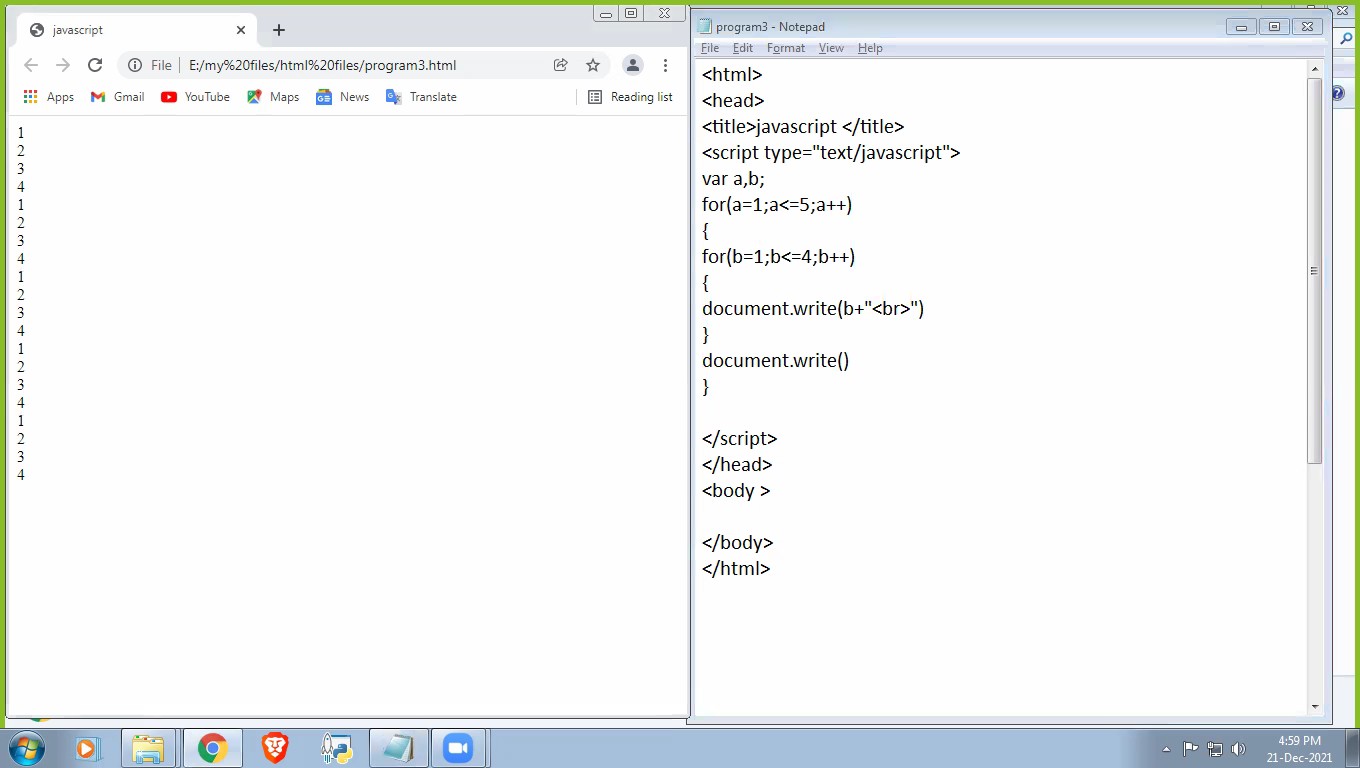 javascript
File
E:/my%20files/html%20files/program3.html
Apps
Gmail
YouTube
Maps
News
Translate
Reading list
1
2
3
4
1
2
3
4
1
2
3
4
1
2
3
4
1
2
3
4
program3 - Notepad
File Edit Format View Help
<html>
<head>
<title>javascript </title>
<script type="text/javascript">
var a,b;
for(a=1;a<=5;a++)
{
for(b=1;b<=4;b++)
{
document.write(b+"<br>")
}
document.write()
}
</script>
</head>
<body >
</body>
</html>
4:59 PM
21-Dec-2021